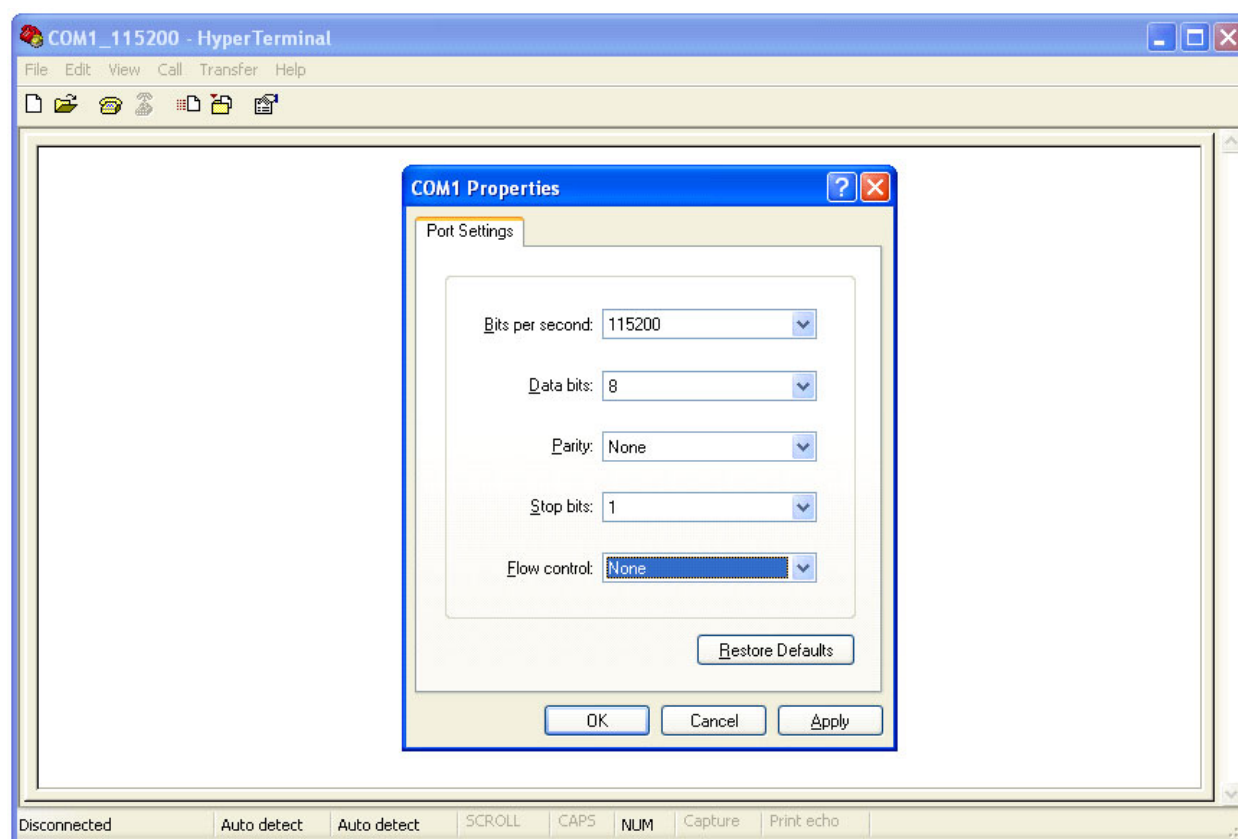 COM1_115200 - HyperTerminal
File Edit View Call Transfer Help
COM1 Properties
Port Settings
Bits per second: 115200
Data bits: 8
Parity: None
Stop bits: 1
Flow control: None
Restore Defaults
OK Cancel Apply
Disconnected Auto detect Auto detect SCROLL CAPS NUM Capture Print echo